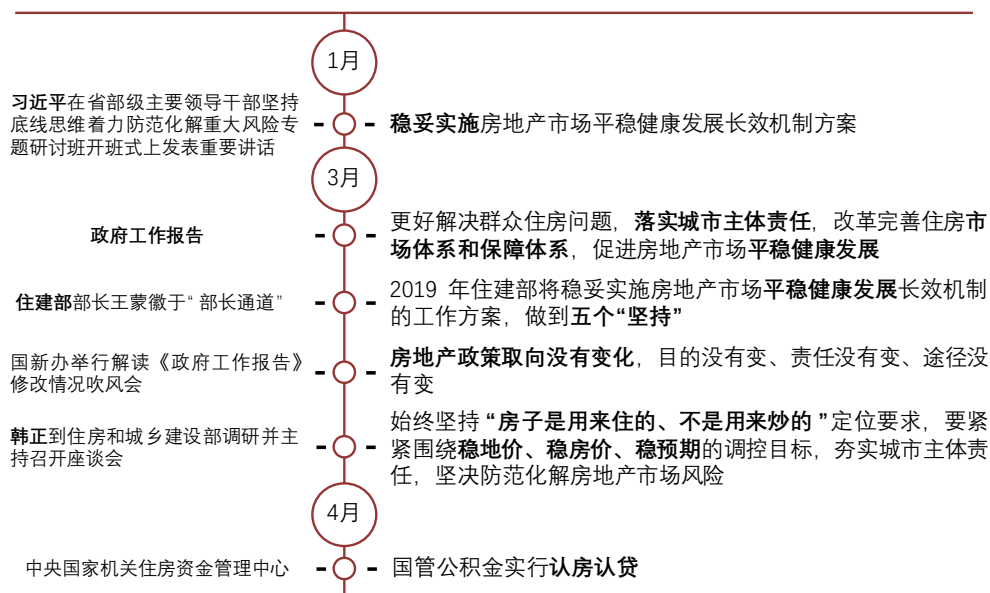 1月
习近平在省部级主要领导干部坚持
底线思维着力防范化解重大风险专
题研讨班开班式上发表重要讲话
稳妥实施房地产市场平稳健康发展长效机制方案
3月
政府工作报告
更好解决群众住房问题，落实城市主体责任，改革完善住房市
场体系和保障体系，促进房地产市场平稳健康发展
住建部部长王蒙徽于“部长通道”
2019 年住建部将稳妥实施房地产市场平稳健康发展长效机制
的工作方案，做到五个“坚持”
国新办举行解读《政府工作报告》
修改情况吹风会
房地产政策取向没有变化，目的没有变、责任没有变、途径没
有变
韩正到住房和城乡建设部调研并主
持召开座谈会
始终坚持“房子是用来住的、不是用来炒的”定位要求，要紧
紧围绕稳地价、稳房价、稳预期的调控目标，夯实城市主体责
任，坚决防范化解房地产市场风险
4月
中央国家机关住房资金管理中心
国管公积金实行认房认贷